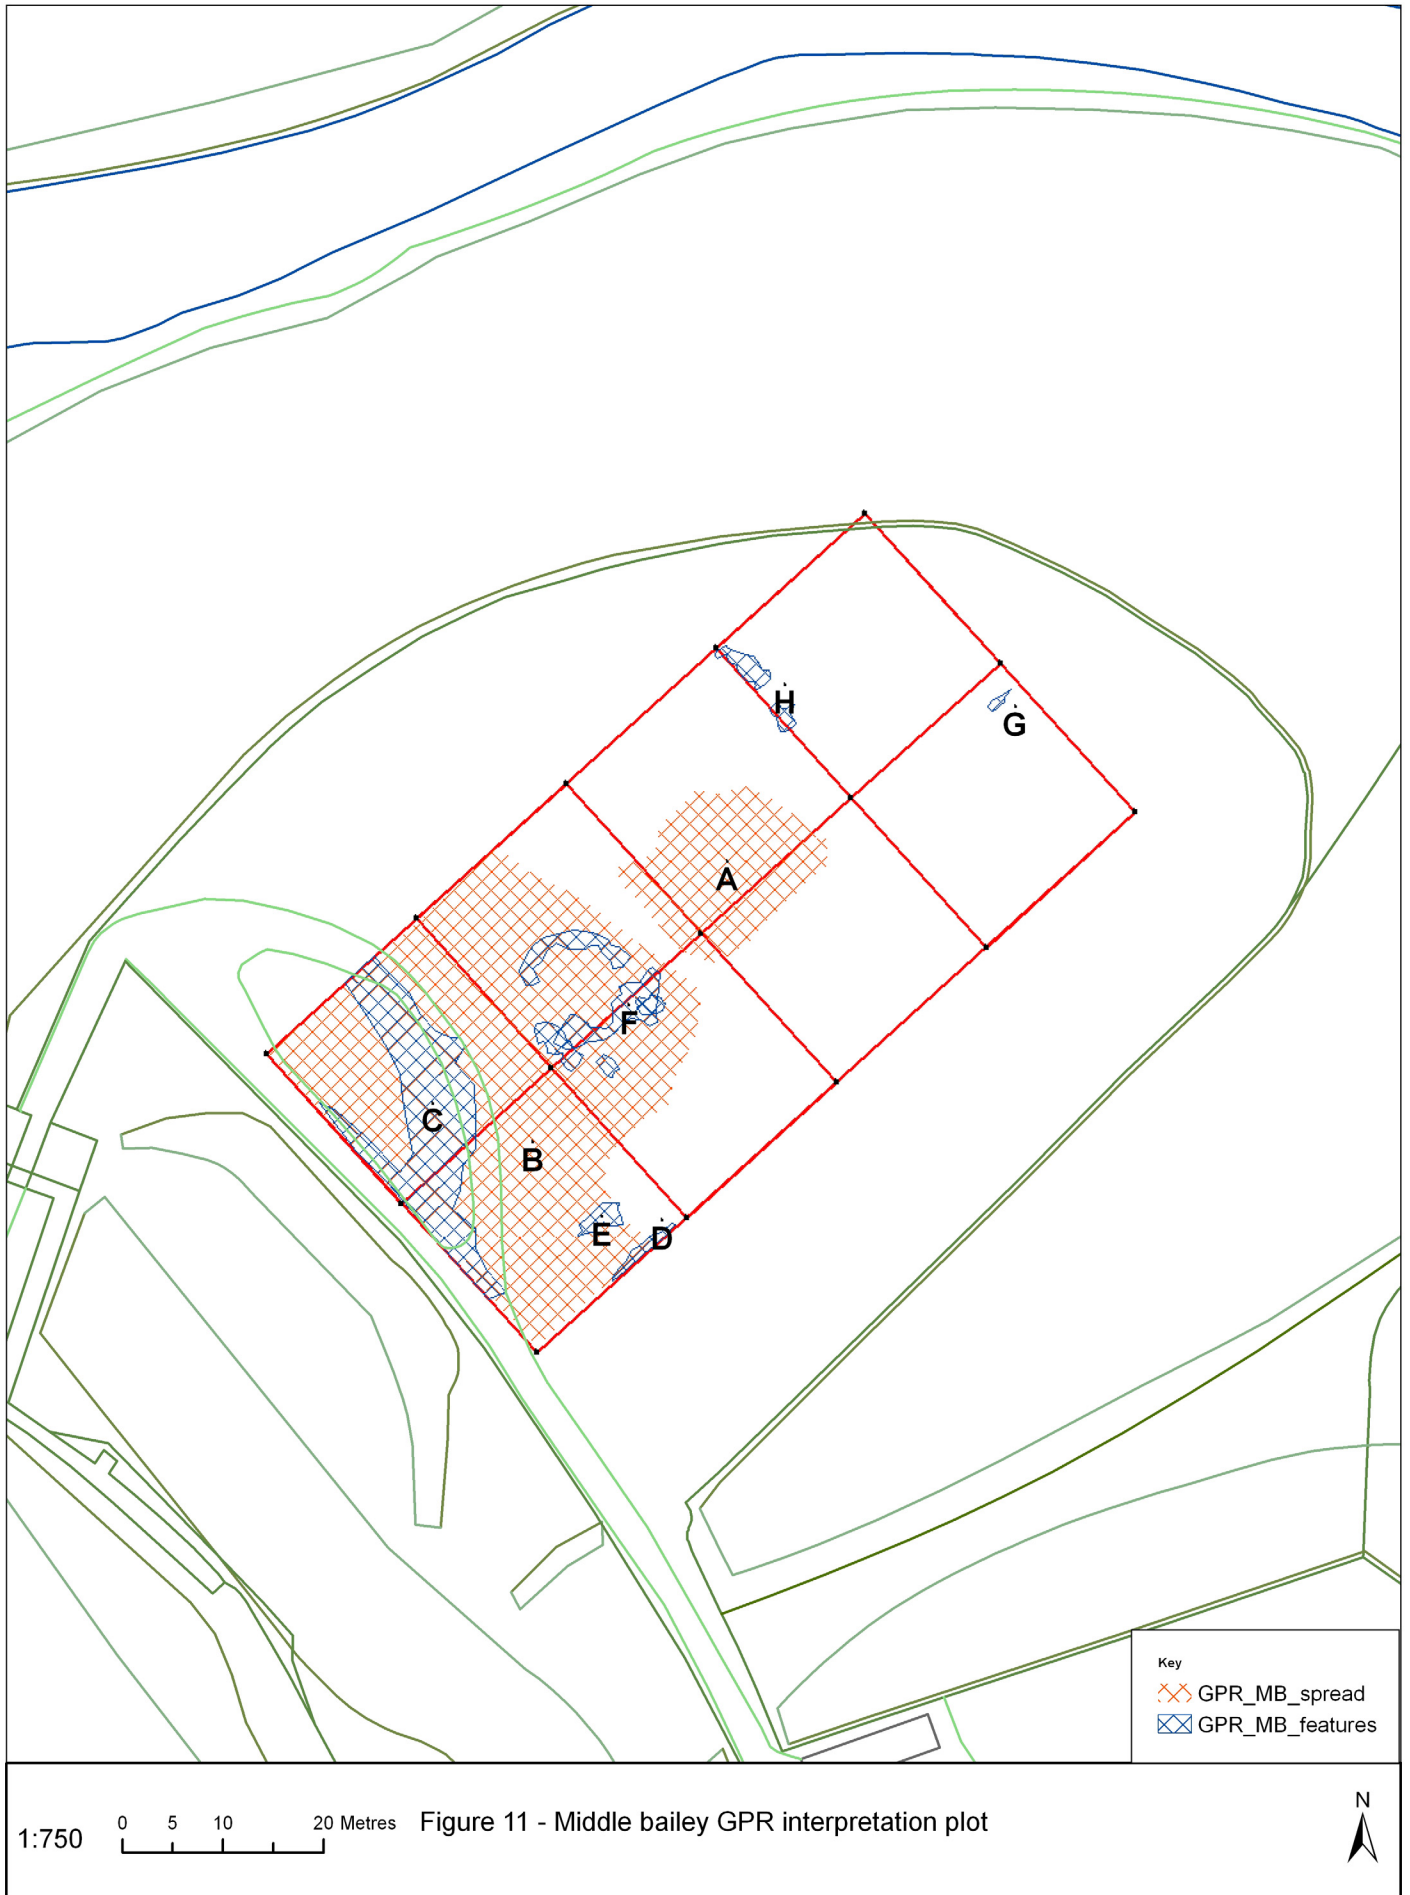 H
G
A
F
C
B
E
D
Key
GPR_MB_spread
GPR_MB_features
1:750
0 5 10 20 Metres
Figure 11 - Middle bailey GPR interpretation plot
N